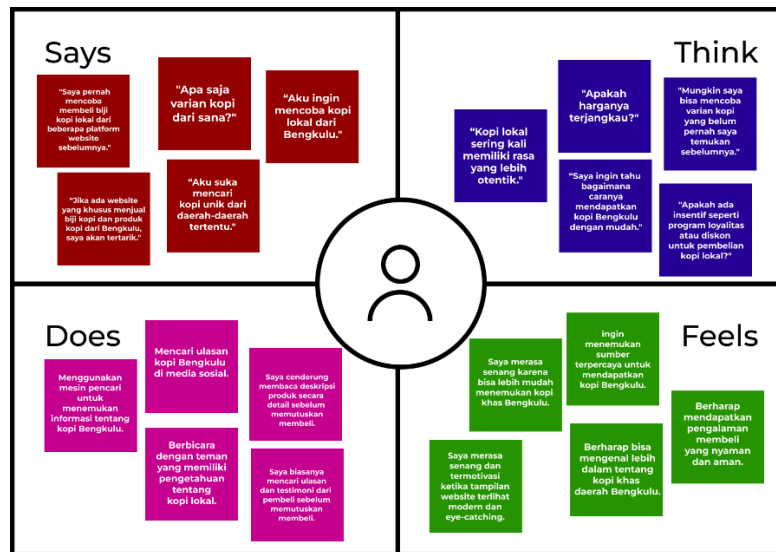 Says
"Saya pernah
mencoba
membeli biji
kopi lokal dari
beberapa platform
website
sebelumnya."
"Apa saja
varian kopi
dari sana?"
“Aku ingin
mencoba kopi
lokal dari
Bengkulu."
"Jika ada website
yang khusus menjual
biji kopi dan produk
kopi dari Bengkulu,
saya akan tertarik."
“Aku suka
mencari
kopi unik dari
daerah-daerah
tertentu."
Think
“Kopi lokal
sering kali
memiliki rasa
yang lebih
otentik."
"Apakah
harganya
terjangkau?"
"Mungkin saya
bisa mencoba
varian kopi
yang belum
pernah saya
temukan
sebelumnya."
"Saya ingin tahu
bagaimana
caranya
mendapatkan
kopi Bengkulu
dengan mudah."
"Apakah ada
insentif seperti
program loyalitas
atau diskon
untuk pembelian
kopi lokal?"
Does
Menggunakan
mesin pencari
untuk
menemukan
informasi tentang
kopi Bengkulu.
Mencari ulasan
kopi Bengkulu
di media sosial.
Saya cenderung
membaca deskripsi
produk secara
detail sebelum
memutuskan
membeli.
Berbicara
dengan teman
yang memiliki
pengetahuan
tentang
kopi lokal.
Saya biasanya
mencari ulasan
dan testimoni dari
pembeli sebelum
memutuskan
membeli.
Feels
Saya merasa
senang karena
bisa lebih mudah
menemukan kopi
khas Bengkulu.
ingin
menemukan
sumber
terpercaya untuk
mendapatkan
kopi Bengkulu.
Berharap
mendapatkan
pengalaman
membeli
yang nyaman
dan aman.
Saya merasa
senang dan
termotivasi
ketika tampilan
website terlihat
modern dan
eye-catching.
Berharap bisa
mengenal lebih
dalam tentang
kopi khas
daerah Bengkulu.